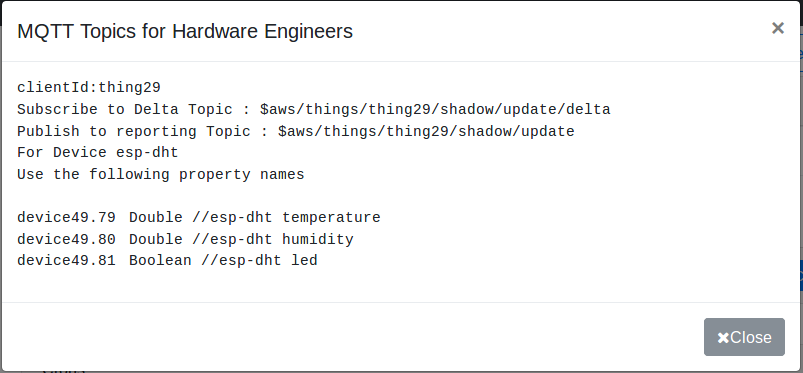 MQTT Topics for Hardware Engineers
×
clientId:thing29
Subscribe to Delta Topic : $aws/things/thing29/shadow/update/delta
Publish to reporting Topic : $aws/things/thing29/shadow/update
For Device esp-dht
Use the following property names
device49.79 Double //esp-dht temperature
device49.80 Double //esp-dht humidity
device49.81 Boolean //esp-dht led
✖Close